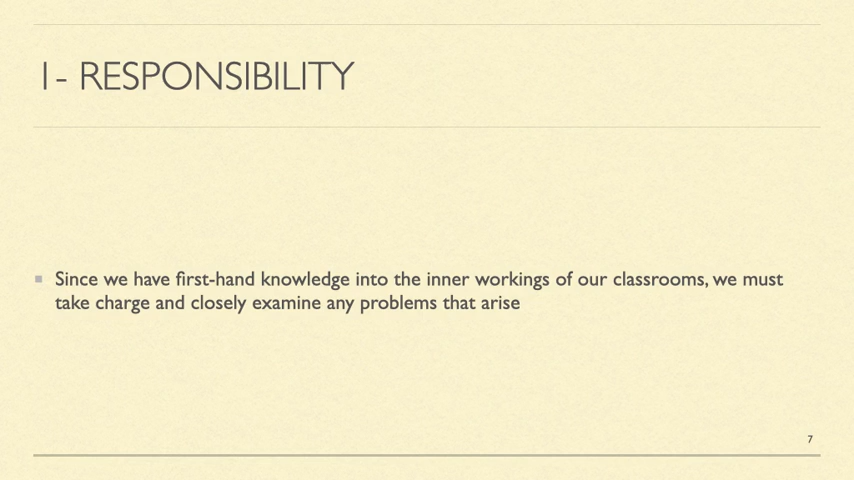 1- RESPONSIBILITY
Since we have first-hand knowledge into the inner workings of our classrooms, we must
take charge and closely examine any problems that arise
7